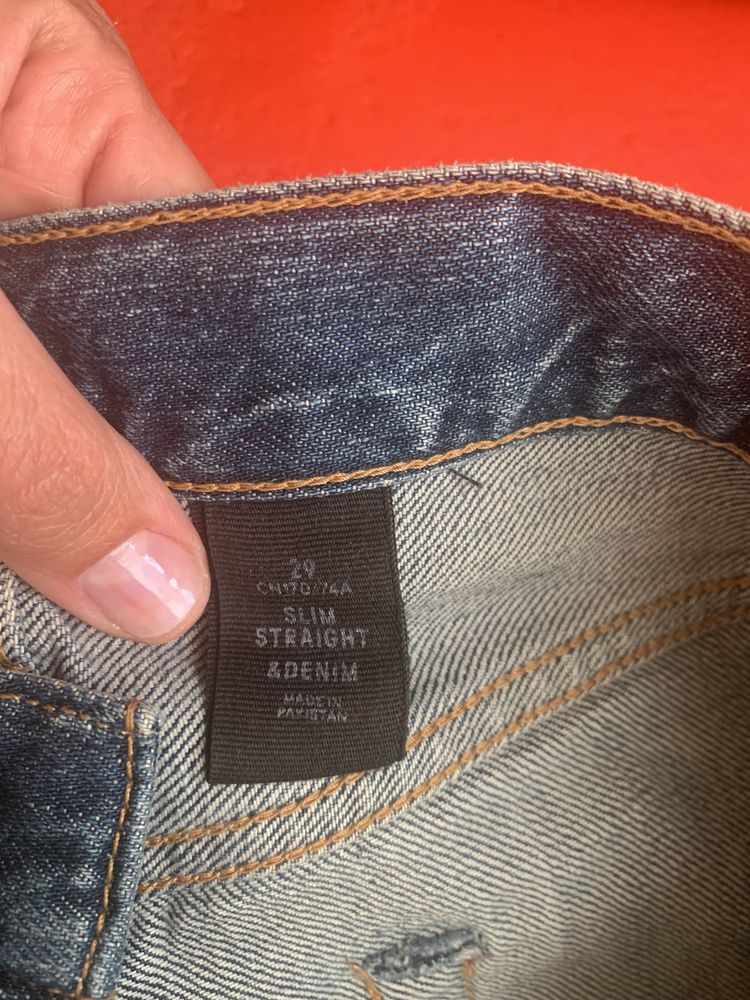 29
CN170/74A
SLIM
STRAIGHT
&DENIM
MADE IN
PAKISTAN